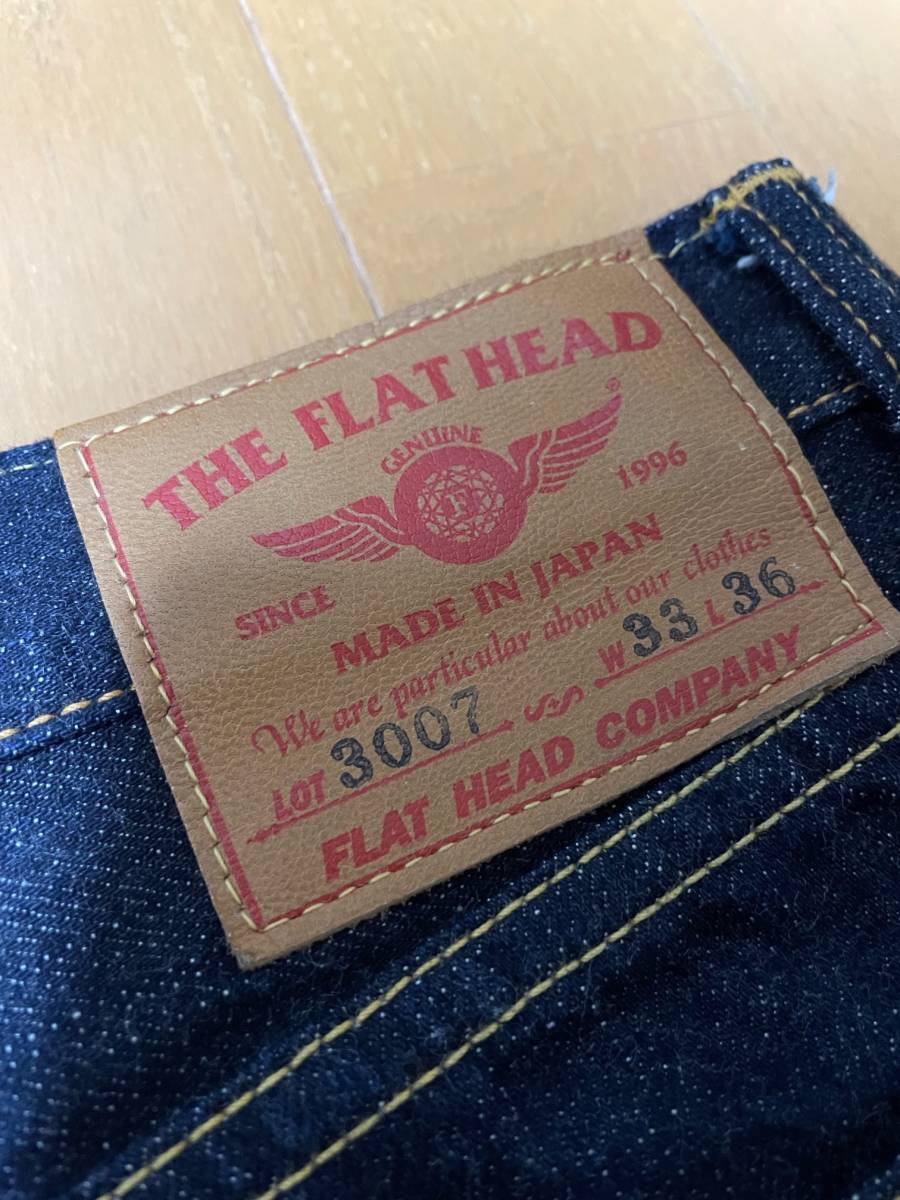 THE FLAT HEAD
®
GENUINE
F
SINCE 1996
MADE IN JAPAN
We are particular about our clothes
LOT 3007 W 33 L 36
FLAT HEAD COMPANY